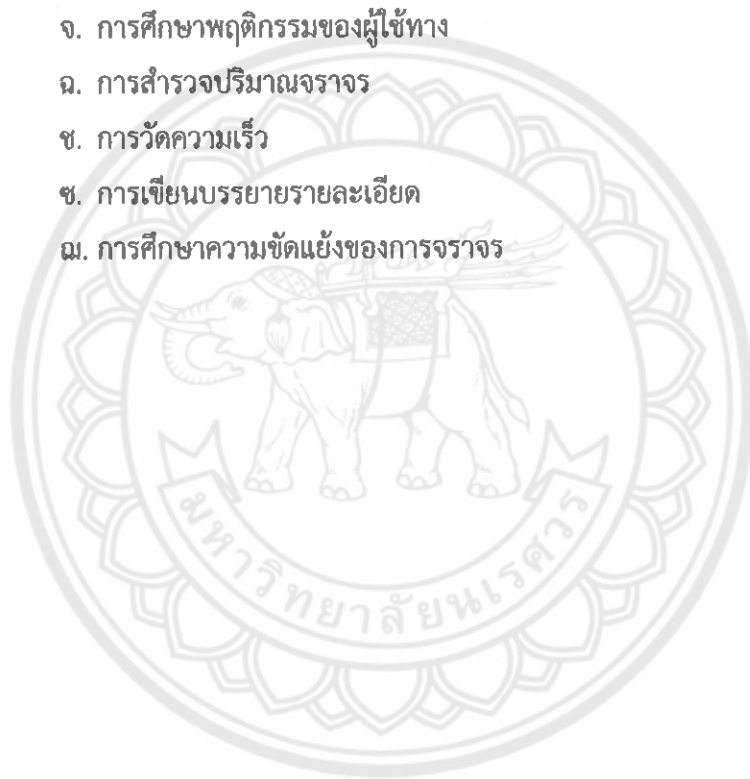 จ. การศึกษาพฤติกรรมของผู้ใช้ทาง
ฉ. การสำรวจปริมาณจราจร
ช. การวัดความเร็ว
ซ. การเขียนบรรยายรายละเอียด
ฌ. การศึกษาความขัดแย้งของการจราจร
มหาวิทยาลัยนเรศวร